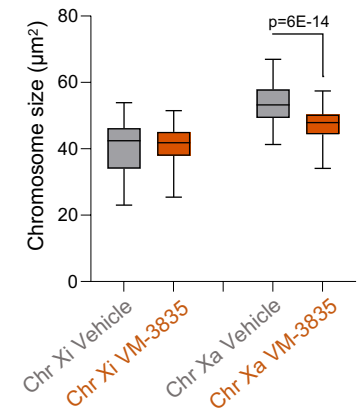 p=6E-14
Chromosome size (µm²)
80
60
40
20
0
Chr Xi Vehicle
Chr Xi VM-3835
Chr Xa Vehicle
Chr Xa VM-3835